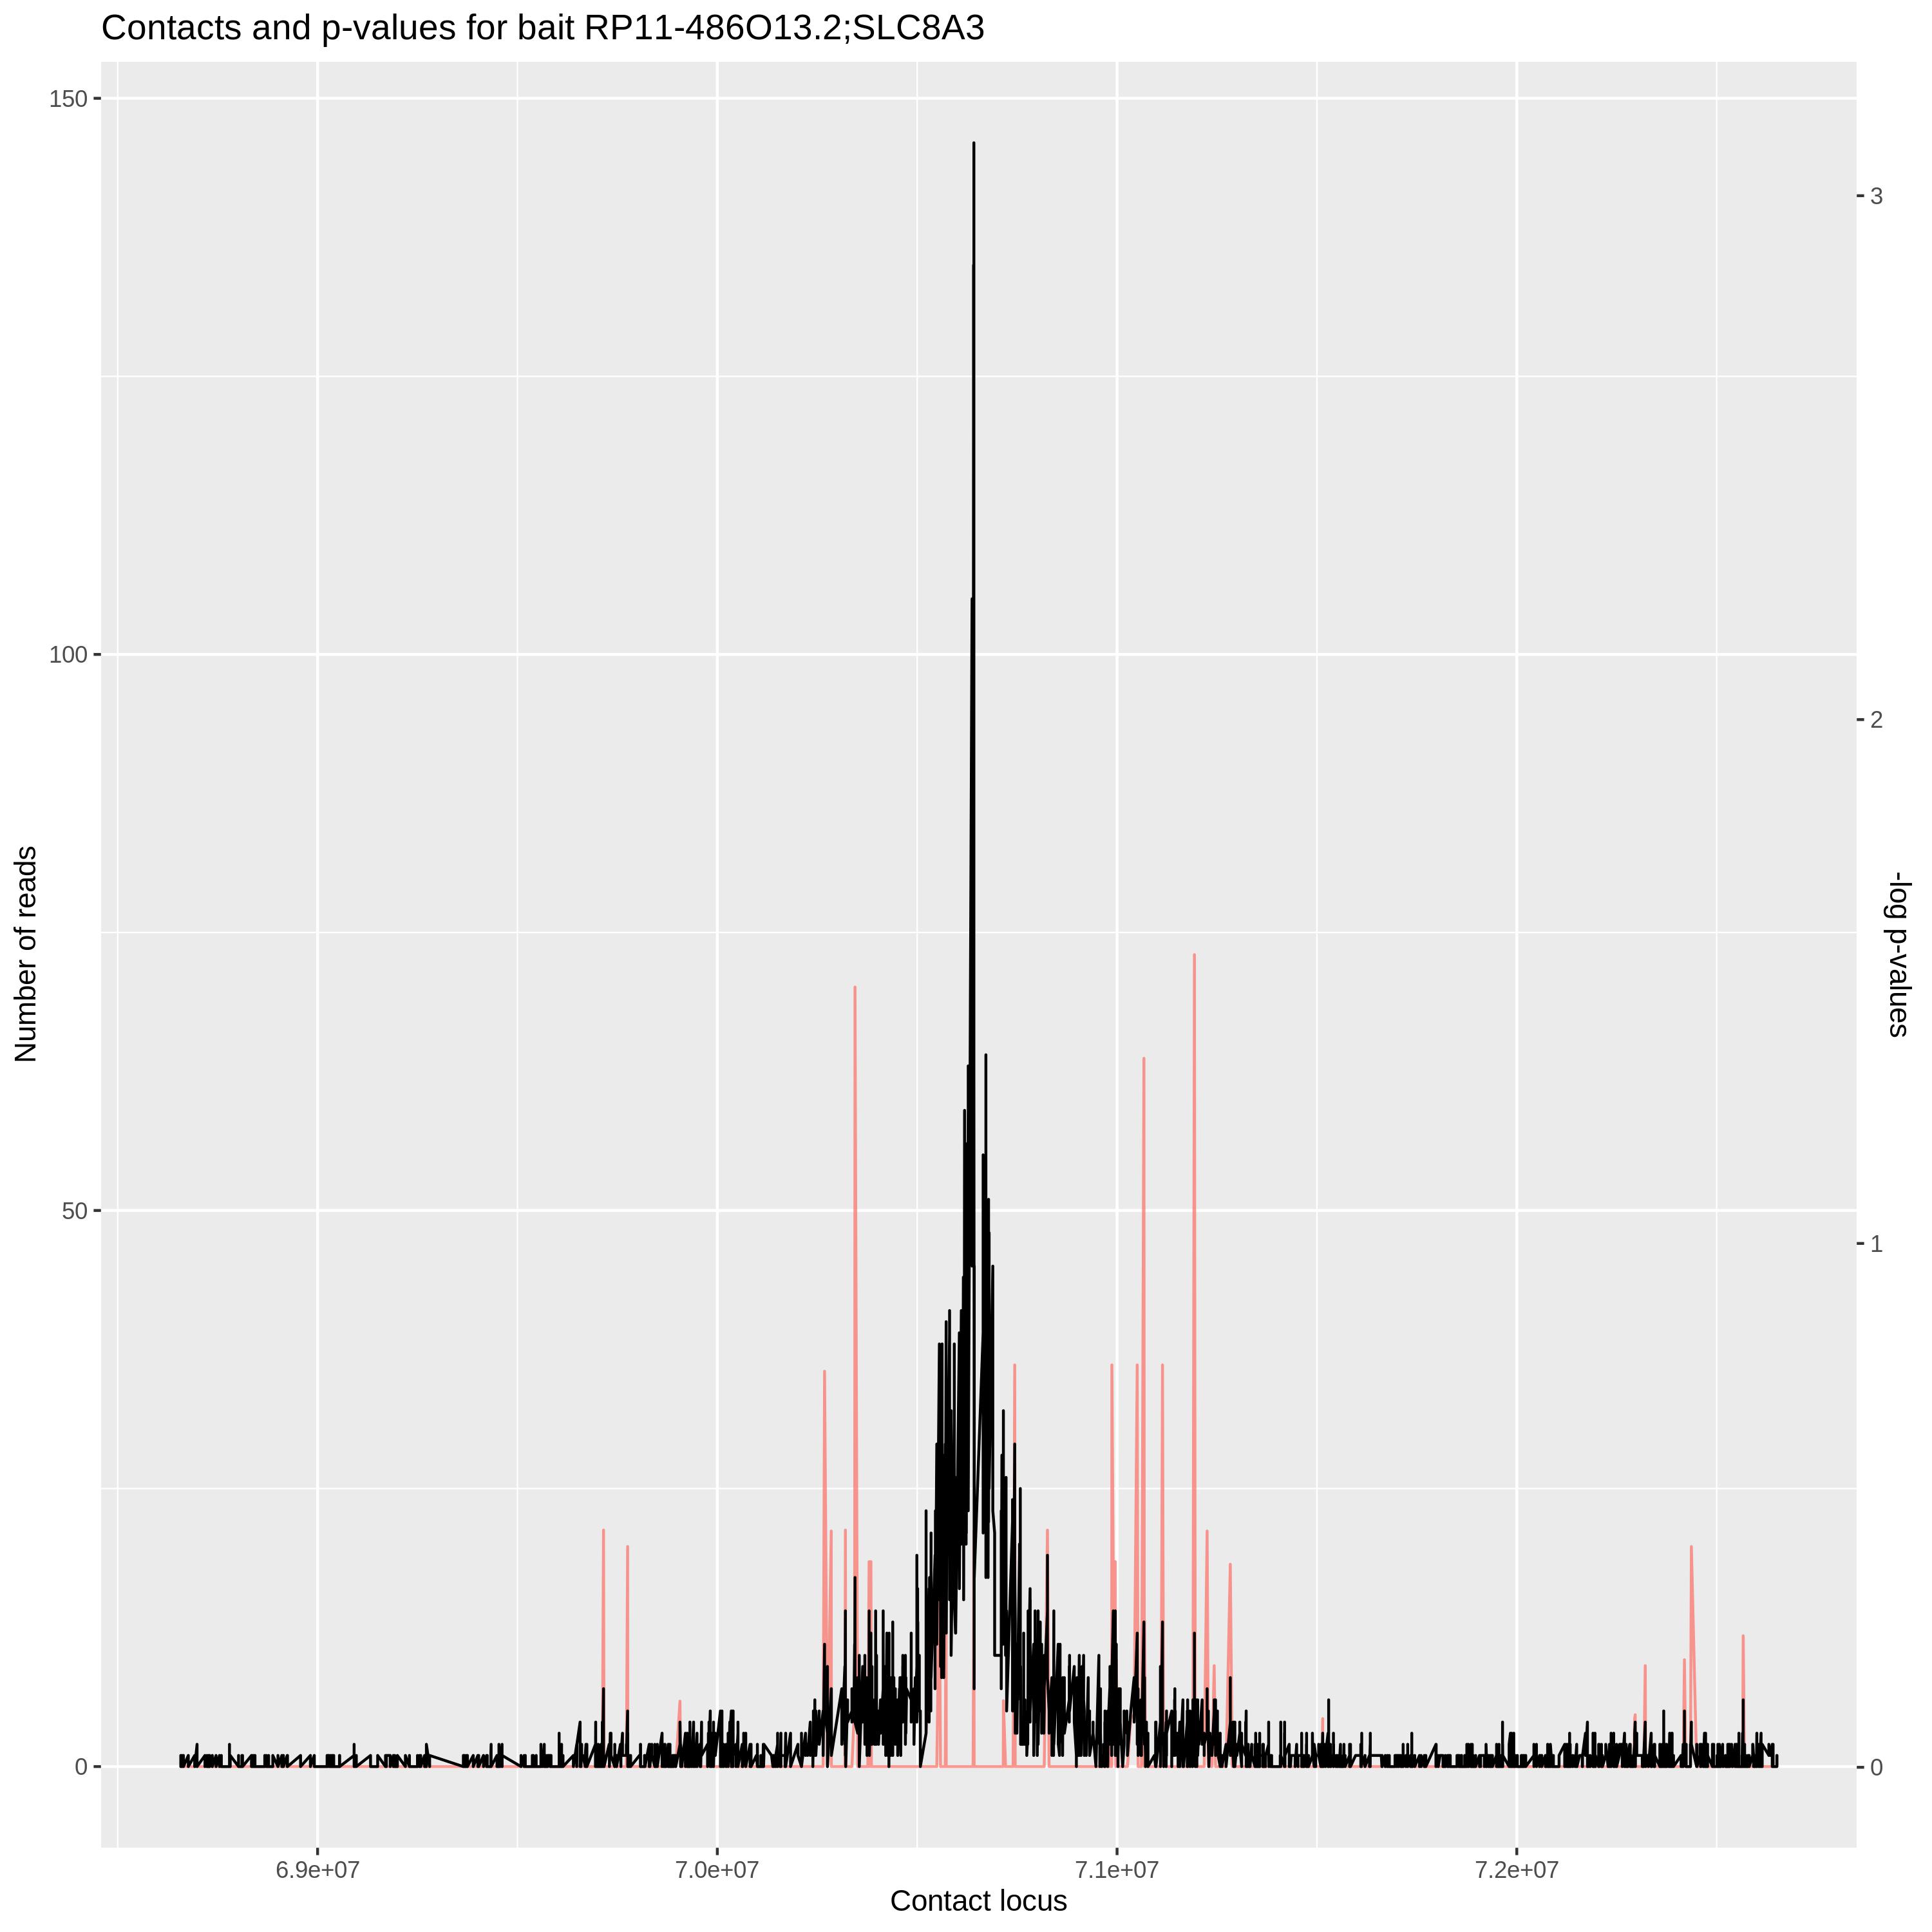 Contacts and p-values for bait RP11-486O13.2;SLC8A3
150
100
50
0
Number of reads
3
2
1
0
-log p-values
6.9e+07
7.0e+07
7.1e+07
7.2e+07
Contact locus